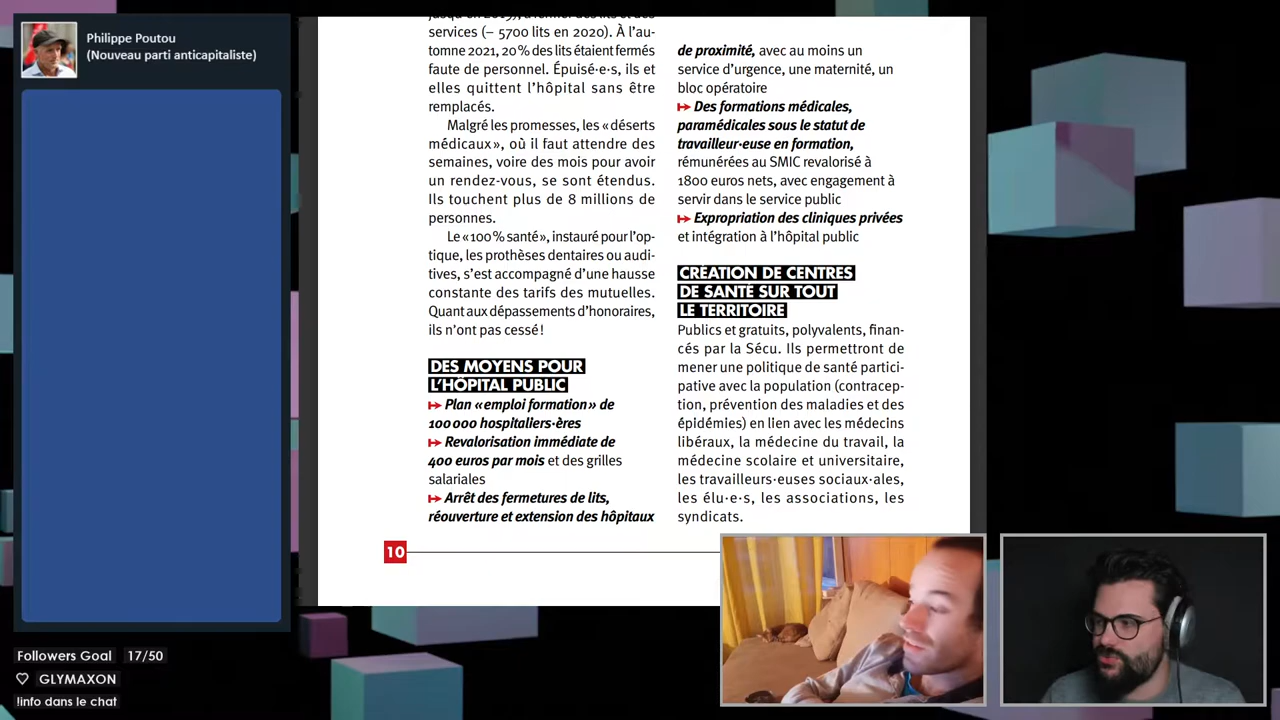 Philippe Poutou
(Nouveau parti anticapitaliste)
jusqu'en 2019), à fermer des lits et des
services (– 5700 lits en 2020). À l'au-
tomne 2021, 20 % des lits étaient fermés
faute de personnel. Épuisé·e·s, ils et
elles quittent l'hôpital sans être
remplacés.
Malgré les promesses, les « déserts
médicaux », où il faut attendre des
semaines, voire des mois pour avoir
un rendez-vous, se sont étendus.
Ils touchent plus de 8 millions de
personnes.
Le « 100 % santé », instauré pour l'op-
tique, les prothèses dentaires ou audi-
tives, s'est accompagné d'une hausse
constante des tarifs des mutuelles.
Quant aux dépassements d'honoraires,
ils n'ont pas cessé !
DES MOYENS POUR
L'HÔPITAL PUBLIC
Plan « emploi formation » de
100 000 hospitaliers·ères
Revalorisation immédiate de
400 euros par mois et des grilles
salariales
Arrêt des fermetures de lits,
réouverture et extension des hôpitaux
de proximité, avec au moins un
service d'urgence, une maternité, un
bloc opératoire
Des formations médicales,
paramédicales sous le statut de
travailleur·euse en formation,
rémunérées au SMIC revalorisé à
1800 euros nets, avec engagement à
servir dans le service public
Expropriation des cliniques privées
et intégration à l'hôpital public
CRÉATION DE CENTRES
DE SANTÉ SUR TOUT
LE TERRITOIRE
Publics et gratuits, polyvalents, finan-
cés par la Sécu. Ils permettront de
mener une politique de santé partici-
pative avec la population (contracep-
tion, prévention des maladies et des
épidémies) en lien avec les médecins
libéraux, la médecine du travail, la
médecine scolaire et universitaire,
les travailleurs·euses sociaux·ales,
les élu·e·s, les associations, les
syndicats.
10
Followers Goal 17/50
GLYMAXON
!info dans le chat